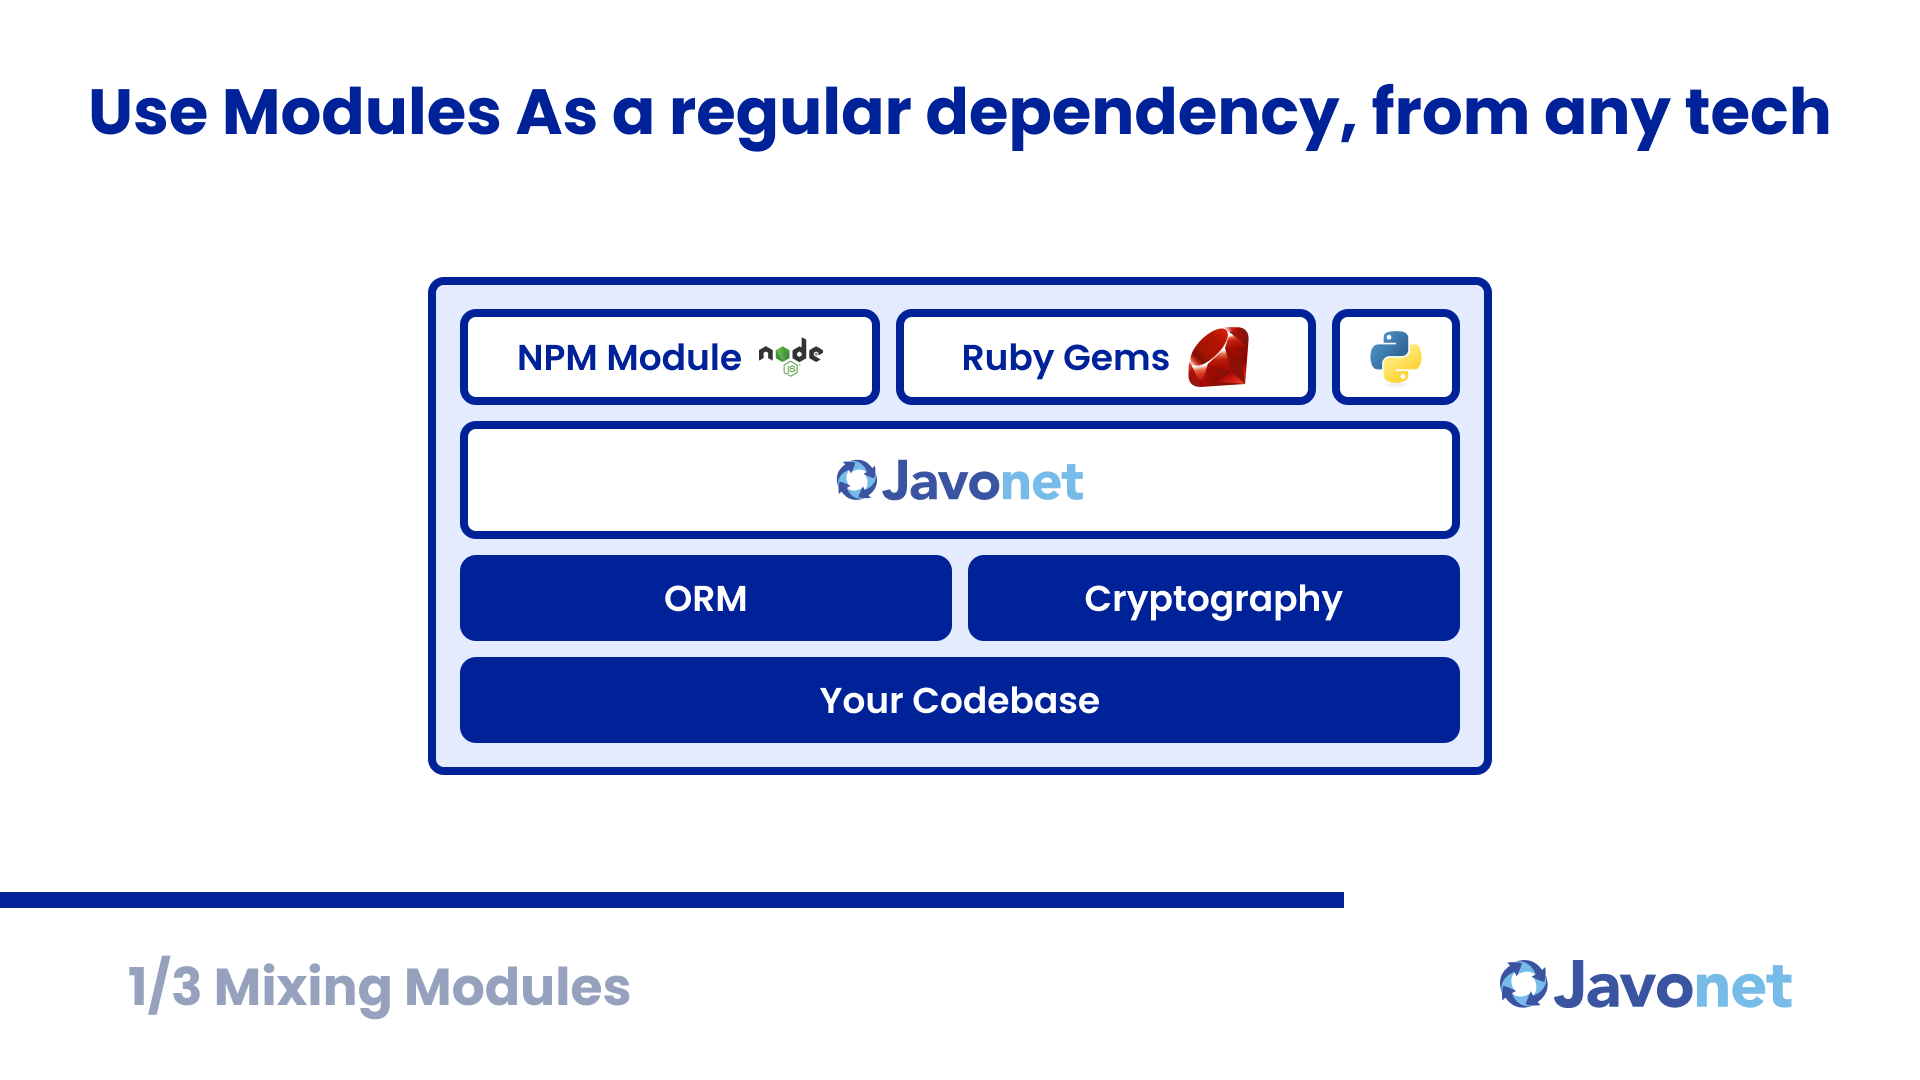 Use Modules As a regular dependency, from any tech
NPM Module node JS
Ruby Gems
Javonet
ORM
Cryptography
Your Codebase
1/3 Mixing Modules
Javonet